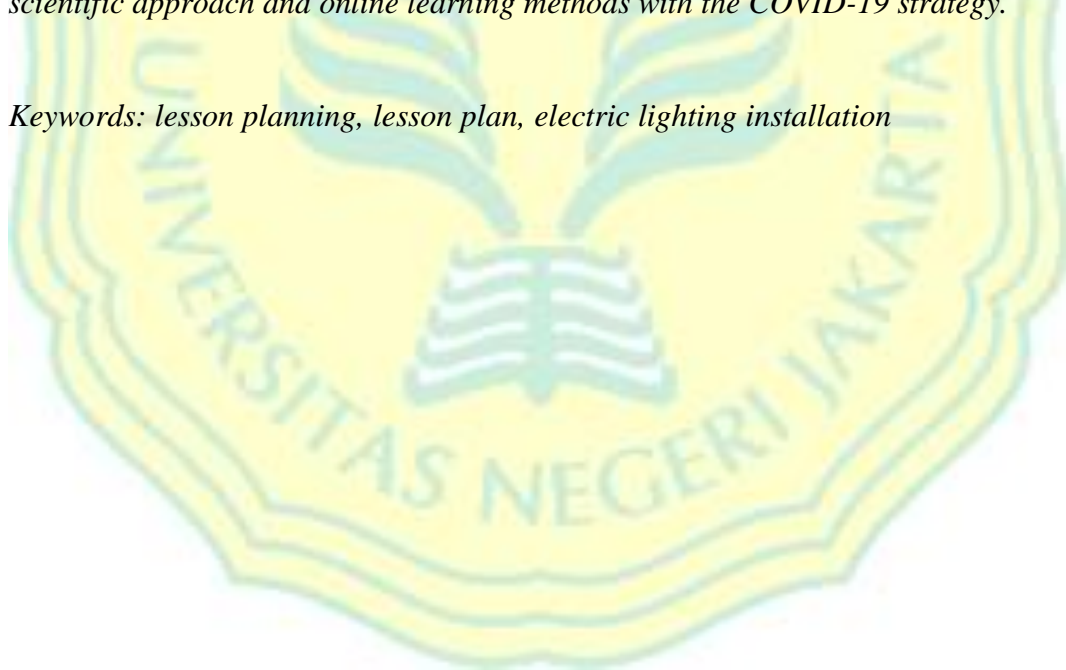 scientific approach and online learning methods with the COVID-19 strategy.
Keywords: lesson planning, lesson plan, electric lighting installation
UNIVERSITAS NEGERI JAKARTA